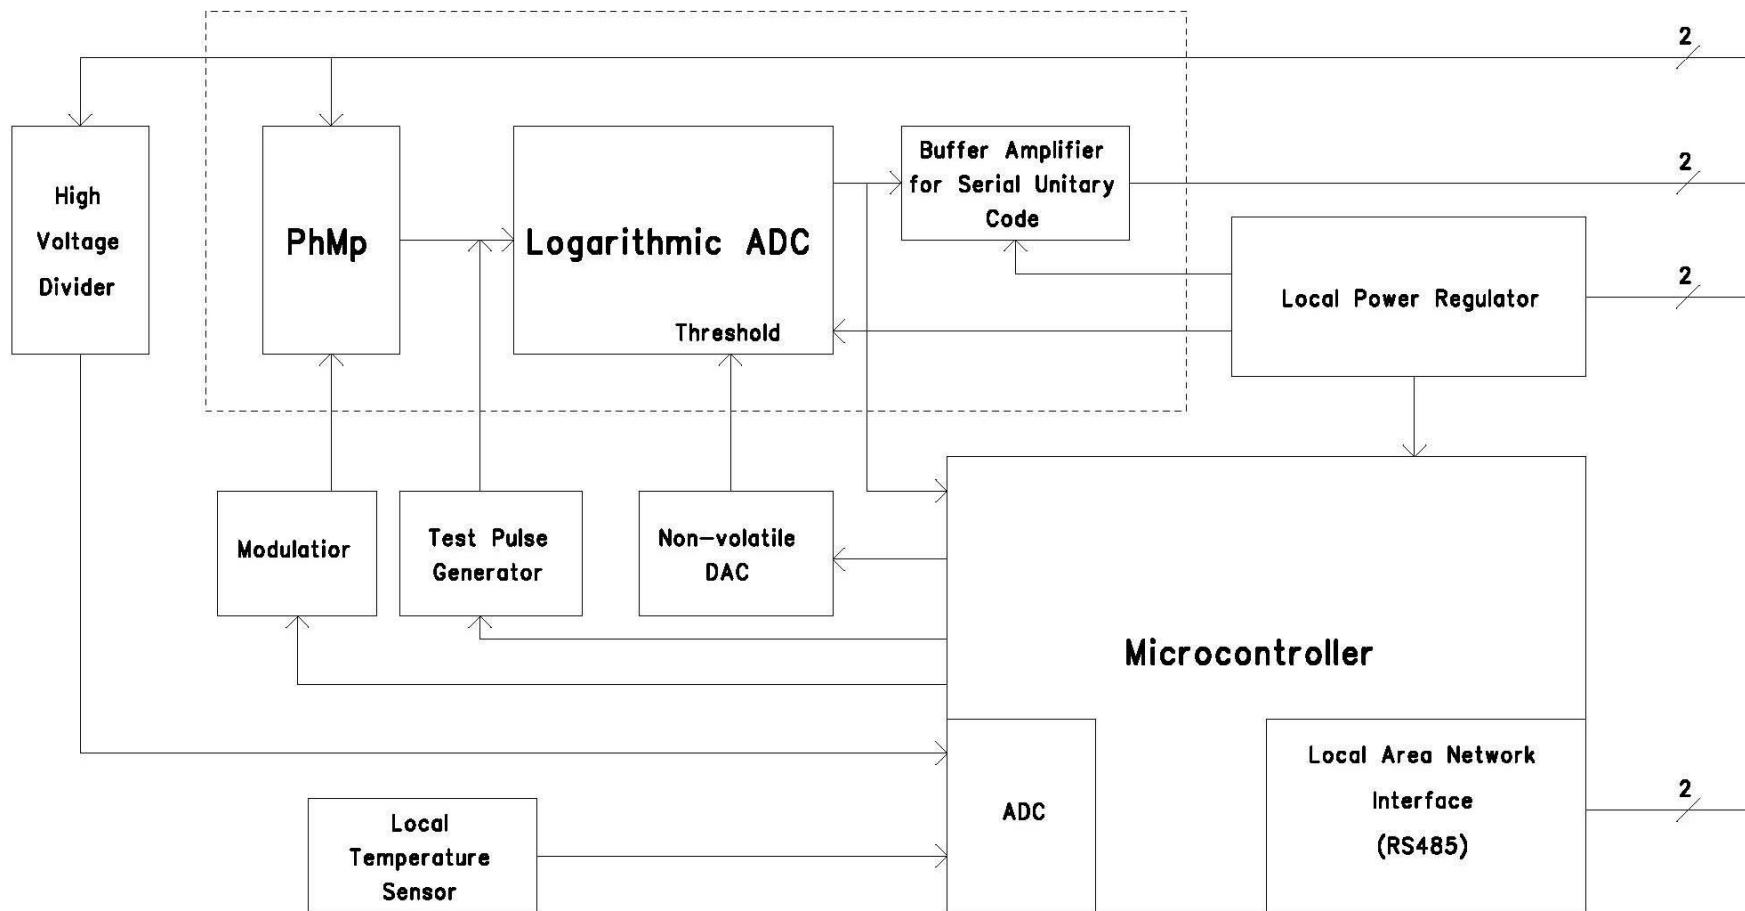 2
2
2
2
High
Voltage
Divider
PhMp
Logarithmic ADC
Threshold
Buffer Amplifier
for Serial Unitary
Code
Local Power Regulator
Modulatior
Test Pulse
Generator
Non-volatile
DAC
Microcontroller
ADC
Local Area Network
Interface
(RS485)
Local
Temperature
Sensor